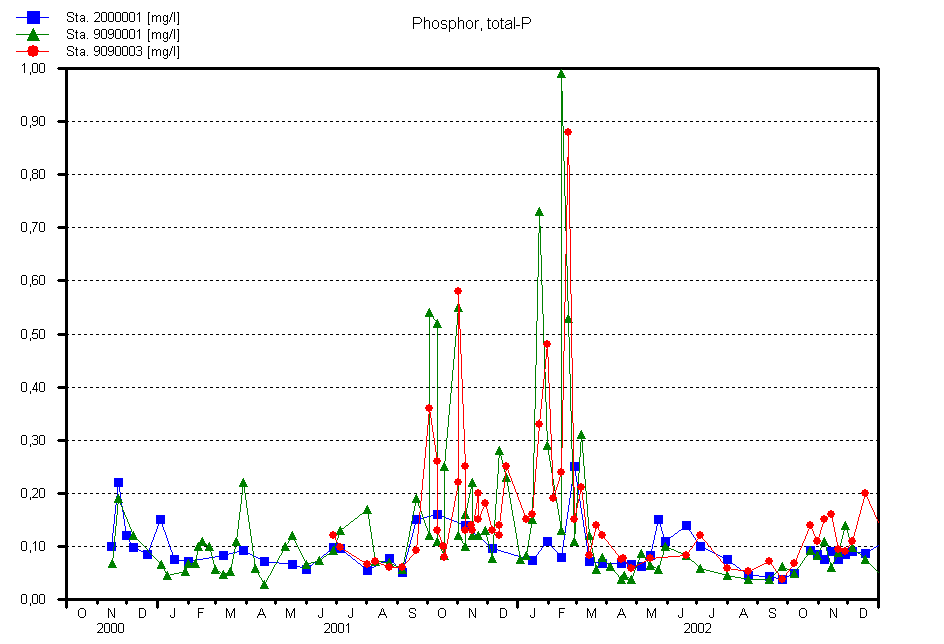 Sta. 2000001 [mg/l]
Sta. 9090001 [mg/l]
Sta. 9090003 [mg/l]
Phosphor, total-P
1,00
0,90
0,80
0,70
0,60
0,50
0,40
0,30
0,20
0,10
0,00
O N D J F M A M J J A S O N D J F M A M J J A S O N D
2000 2001 2002